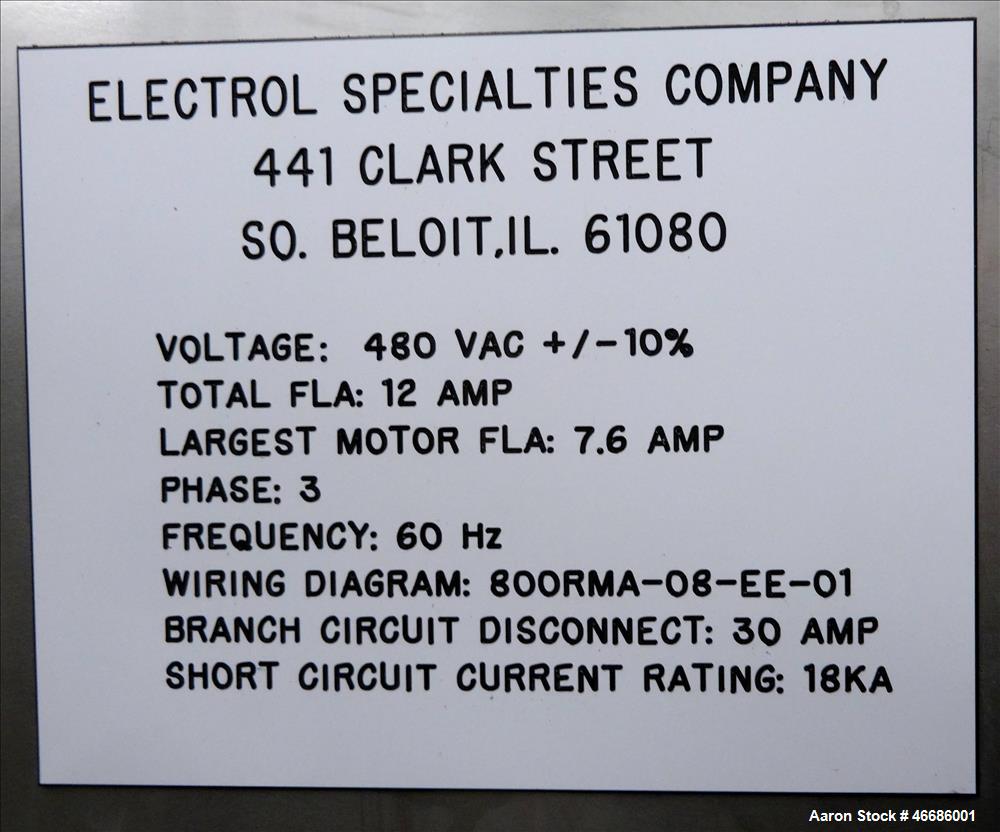 ELECTROL SPECIALTIES COMPANY
441 CLARK STREET
SO. BELOIT,IL. 61080
VOLTAGE: 480 VAC +/-10%
TOTAL FLA: 12 AMP
LARGEST MOTOR FLA: 7.6 AMP
PHASE: 3
FREQUENCY: 60 Hz
WIRING DIAGRAM: 800RMA-08-EE-01
BRANCH CIRCUIT DISCONNECT: 30 AMP
SHORT CIRCUIT CURRENT RATING: 18KA
Aaron Stock # 46686001